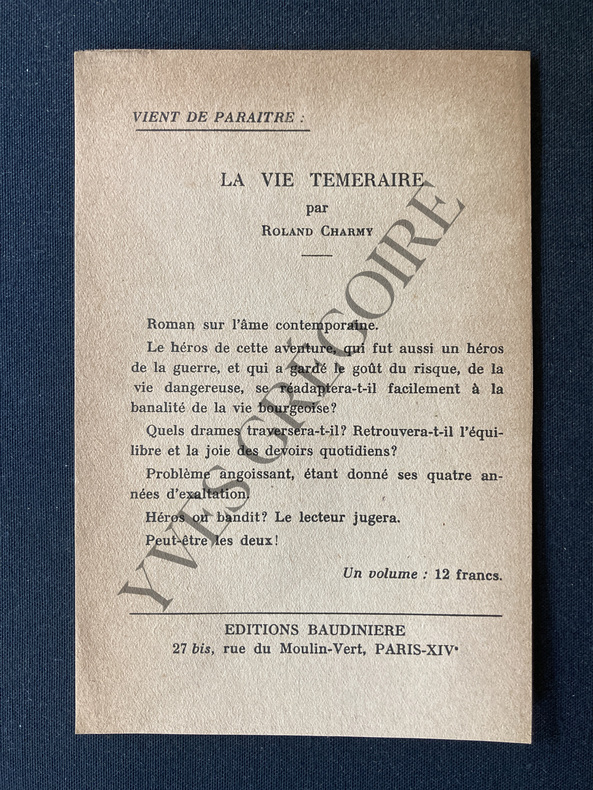 VIENT DE PARAITRE :
LA VIE TEMERAIRE
par
ROLAND CHARMY
Roman sur l'âme contemporaine.
Le héros de cette aventure, qui fut aussi un héros
de la guerre, et qui a gardé le goût du risque, de la
vie dangereuse, se réadaptera-t-il facilement à la
banalité de la vie bourgeoise?
Quels drames traversera-t-il? Retrouvera-t-il l'équi-
libre et la joie des devoirs quotidiens?
Problème angoissant, étant donné ses quatre an-
nées d'exaltation.
Héros ou bandit? Le lecteur jugera.
Peut-être les deux!
Un volume : 12 francs.
EDITIONS BAUDINIERE
27 bis, rue du Moulin-Vert, PARIS-XIVe
YVES GRÉGOIRE